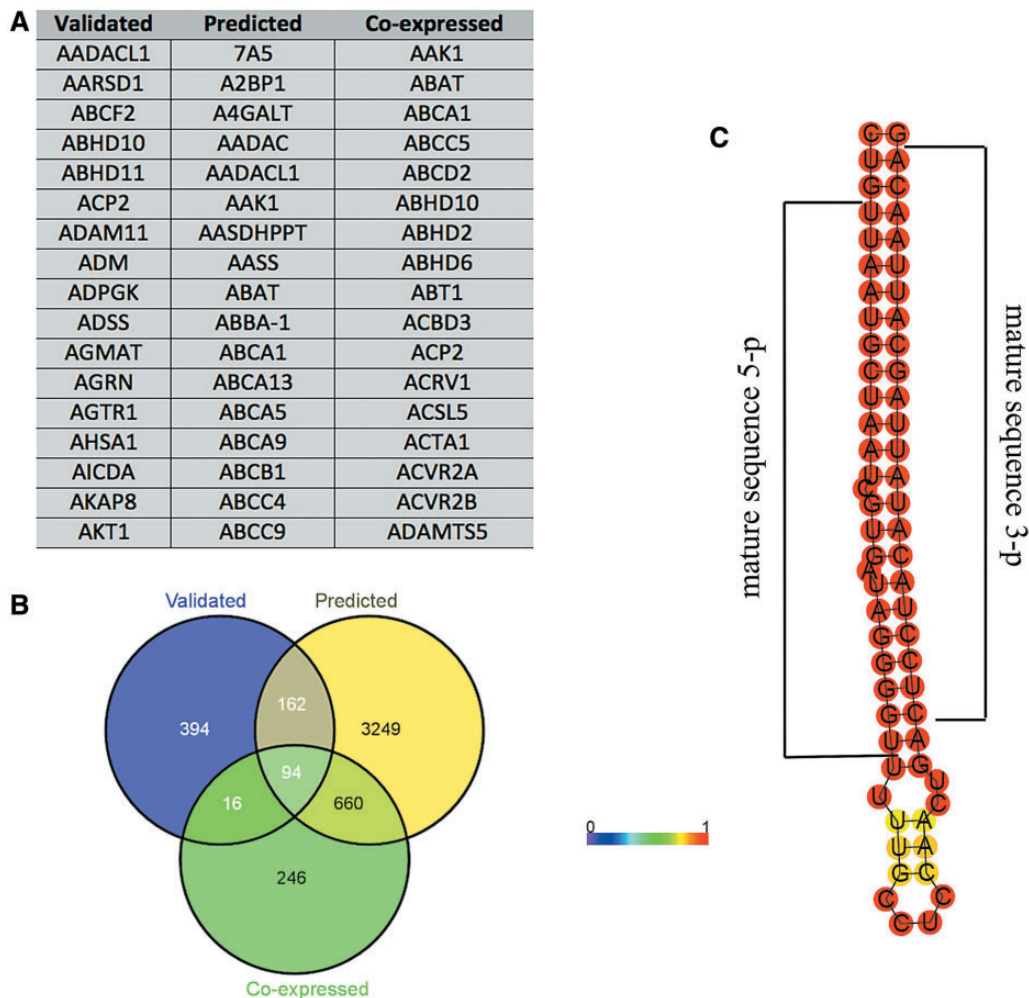 A
Validated Predicted Co-expressed
AADACL1 7A5 AAK1
AARSD1 A2BP1 ABAT
ABCF2 A4GALT ABCA1
ABHD10 AADAC ABCC5
ABHD11 AADACL1 ABCD2
ACP2 AAK1 ABHD10
ADAM11 AASDHPPT ABHD2
ADM AASS ABHD6
ADPGK ABAT ABT1
ADSS ABBA-1 ACBD3
AGMAT ABCA1 ACP2
AGRN ABCA13 ACRV1
AGTR1 ABCA5 ACSL5
AHSA1 ABCA9 ACTA1
AICDA ABCB1 ACVR2A
AKAP8 ABCC4 ACVR2B
AKT1 ABCC9 ADAMTS5
B
Validated
Predicted
394
162
3249
94
16
660
246
Co-expressed
0 1
C
mature sequence 5-p
CUGUUAAUGCUAAUCGUGAUAGGGGUUUUUGCCUCCAACUGACUCCUACAUAUUAGCAUUAACAG
mature sequence 3-p